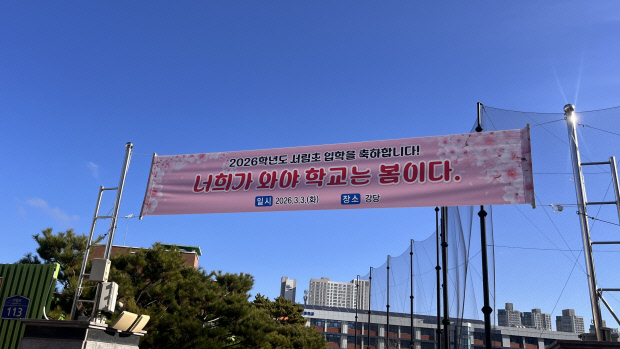 2026학년도 서림초 입학을 축하합니다!
너희가 와야 학교는 봄이다.
일시 2026.3.3.(화) 장소 강당
113